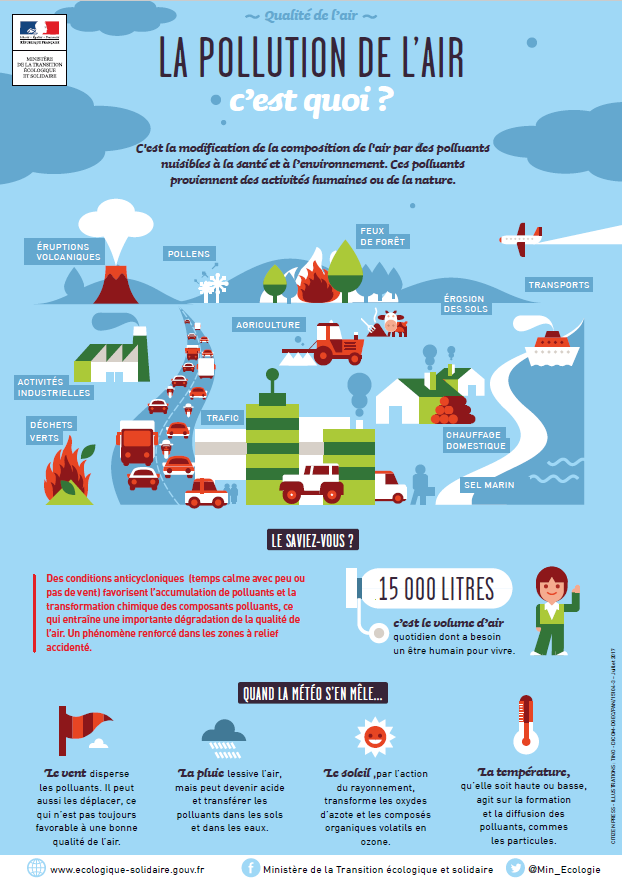 ~ Qualité de l'air ~
LA POLLUTION DE L'AIR
c'est quoi ?
RÉPUBLIQUE FRANÇAISE
MINISTÈRE
DE LA TRANSITION
ÉCOLOGIQUE
ET SOLIDAIRE
C'est la modification de la composition de l'air par des polluants
nuisibles à la santé et à l'environnement. Ces polluants
proviennent des activités humaines ou de la nature.
ÉRUPTIONS
VOLCANIQUES
POLLENS
FEUX
DE FORÊT
TRANSPORTS
ÉROSION
DES SOLS
AGRICULTURE
ACTIVITÉS
INDUSTRIELLES
DÉCHETS
VERTS
TRAFIC
CHAUFFAGE
DOMESTIQUE
SEL MARIN
LE SAVIEZ-VOUS ?
Des conditions anticycloniques (temps calme avec peu ou
pas de vent) favorisent l'accumulation de polluants et la
transformation chimique des composants polluants, ce
qui entraîne une importante dégradation de la qualité de
l'air. Un phénomène renforcé dans les zones à relief
accidenté.
15 000 LITRES
c'est le volume d'air
quotidien dont a besoin
un être humain pour vivre.
QUAND LA MÉTÉO S'EN MÊLE...
Le vent disperse
les polluants. Il peut
aussi les déplacer, ce
qui n'est pas toujours
favorable à une bonne
qualité de l'air.
La pluie lessive l'air,
mais peut devenir acide
et transférer les
polluants dans les sols
et dans les eaux.
Le soleil ,par l'action
du rayonnement,
transforme les oxydes
d'azote et les composés
organiques volatils en
ozone.
La température,
qu'elle soit haute ou basse,
agit sur la formation
et la diffusion des
polluants, commes
les particules.
www.ecologique-solidaire.gouv.fr
Ministère de la Transition écologique et solidaire
@Min_Ecologie